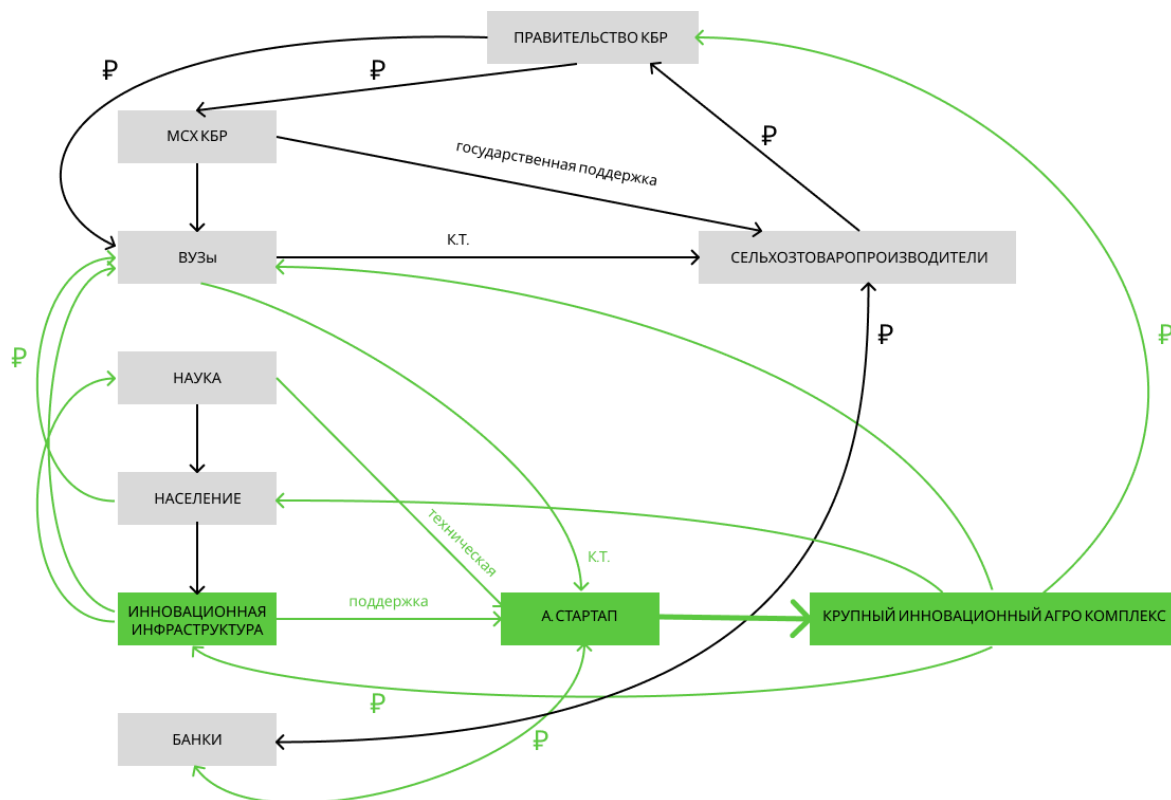 ПРАВИТЕЛЬСТВО КБР
₽
₽
МСХ КБР
₽
государственная поддержка
ВУЗы
К.Т.
СЕЛЬХОЗТОВАРОПРОИЗВОДИТЕЛИ
₽
₽
₽
НАУКА
НАСЕЛЕНИЕ
техническая
К.Т.
ИННОВАЦИОННАЯ
ИНФРАСТРУКТУРА
поддержка
А. СТАРТАП
КРУПНЫЙ ИННОВАЦИОННЫЙ АГРО КОМПЛЕКС
₽
БАНКИ
₽